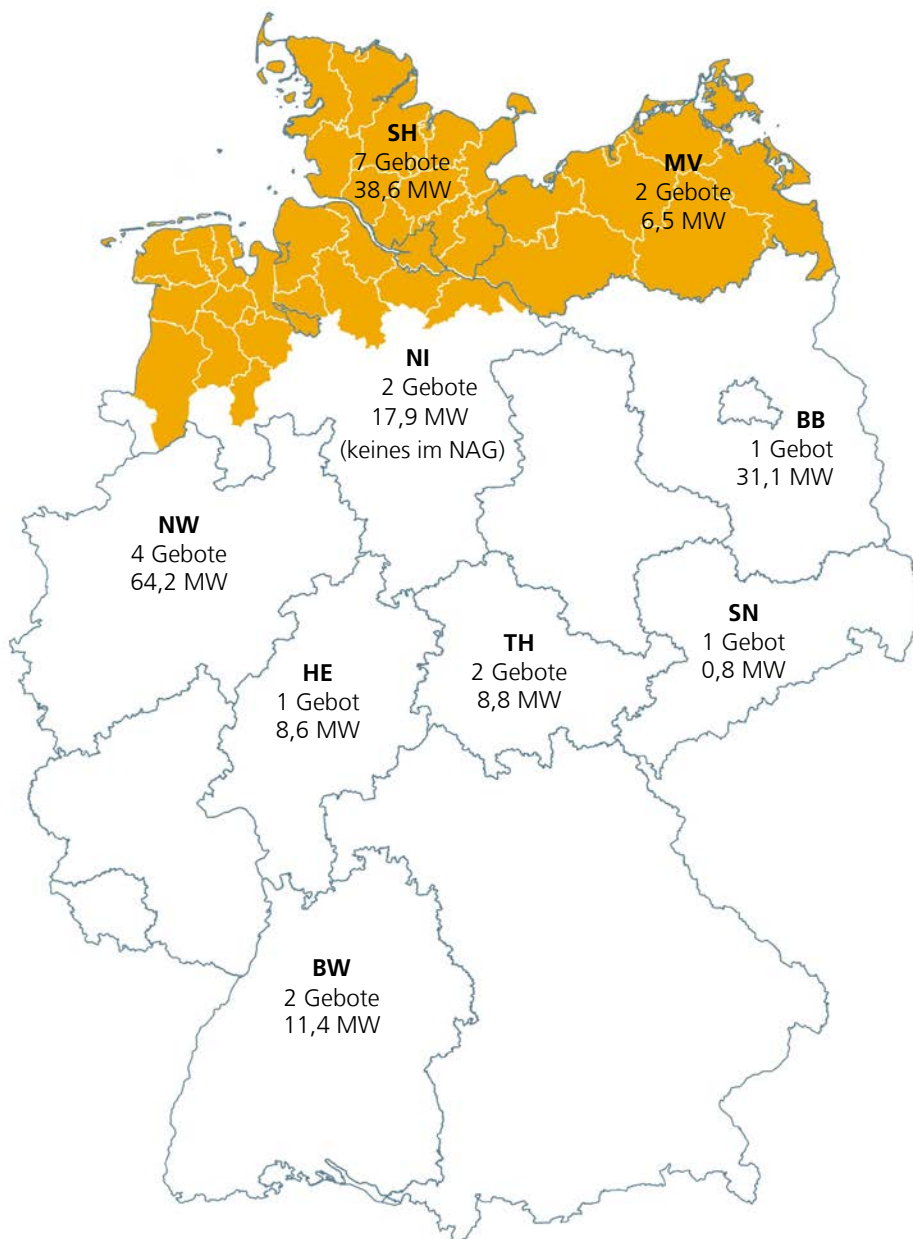 SH
7 Gebote
38,6 MW
MV
2 Gebote
6,5 MW
NI
2 Gebote
17,9 MW
(keines im NAG)
BB
1 Gebot
31,1 MW
NW
4 Gebote
64,2 MW
HE
1 Gebot
8,6 MW
TH
2 Gebote
8,8 MW
SN
1 Gebot
0,8 MW
BW
2 Gebote
11,4 MW